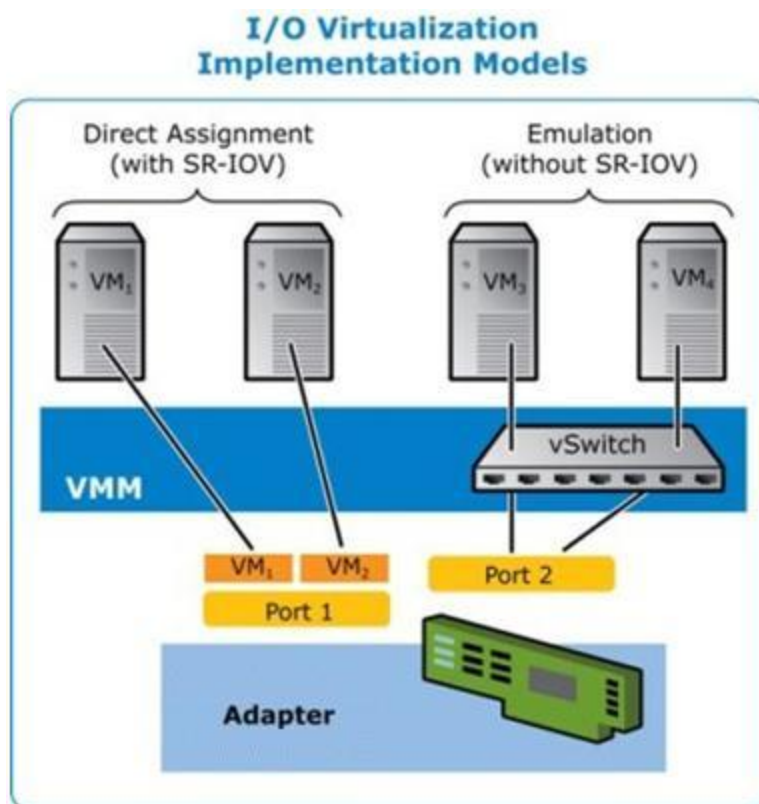 I/O Virtualization
Implementation Models
Direct Assignment
(with SR-IOV)
Emulation
(without SR-IOV)
VM₁
VM₂
VM₃
VM₄
vSwitch
VMM
VM₁
VM₂
Port 2
Port 1
Adapter